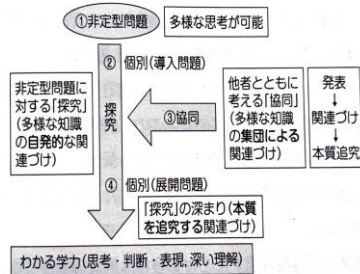 ①非定型問題
多様な思考が可能
② 個別(導入問題)
非定型問題に
対する「探究」
(多様な知識
の自発的な関
連づけ)
探究
③協同
他者とともに
考える「協同」
(多様な知識
の集団による
関連づけ)
発表
↓
関連づけ
↓
本質追究
④ 個別(展開問題)
「探究」の深まり(本質
を追究する関連づけ)
わかる学力(思考・判断・表現, 深い理解)